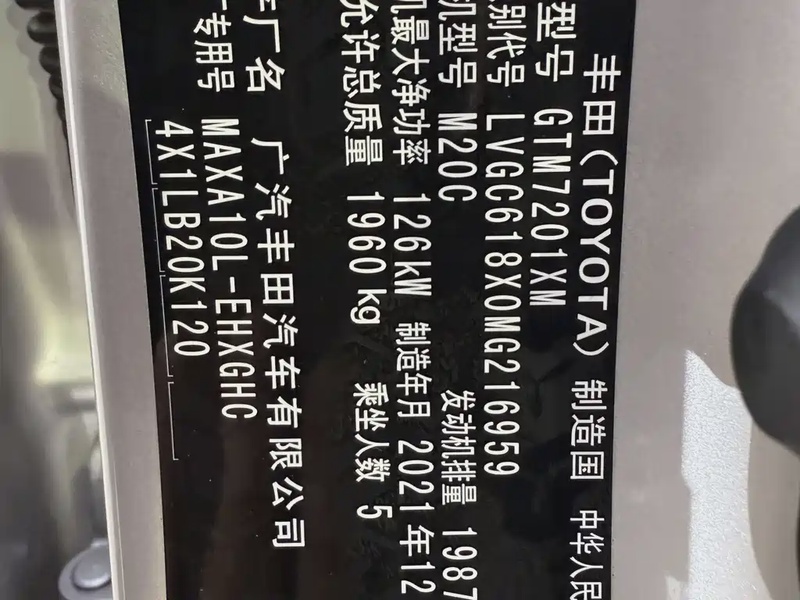 丰田(TOYOTA) 制造国 中华人民
型号 GTM7201XM
别代号 LVGC618X0MG216959
机型号 M20C 发动机排量 1987
机最大净功率 126kW 制造年月 2021年12
允许总质量 1960kg 乘坐人数 5
产厂名 广汽丰田汽车有限公司
厂专用号 MAXA10L-EHXGHC
4X1LB20K120